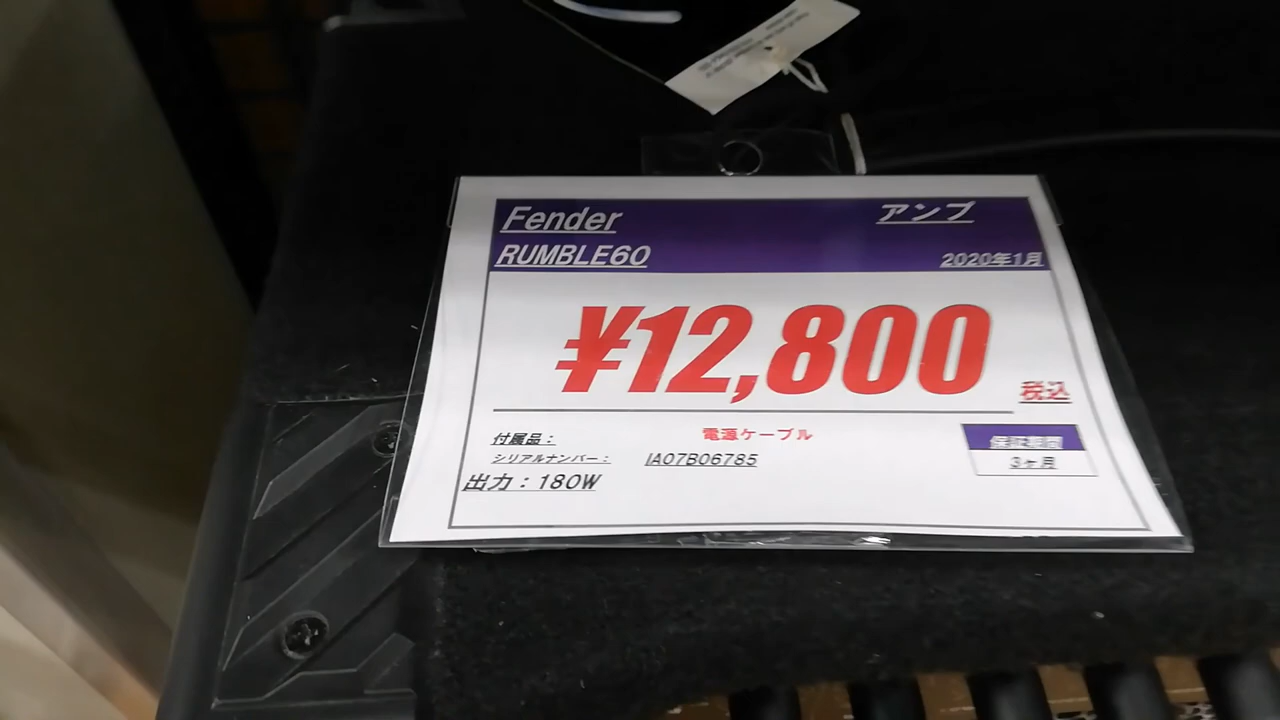 Fender
アンプ
RUMBLE60
2020年1月
¥12,800
税込
付属品：
電源ケーブル
保証期間
シリアルナンバー：
IA07B06785
3ヶ月
出力：180W